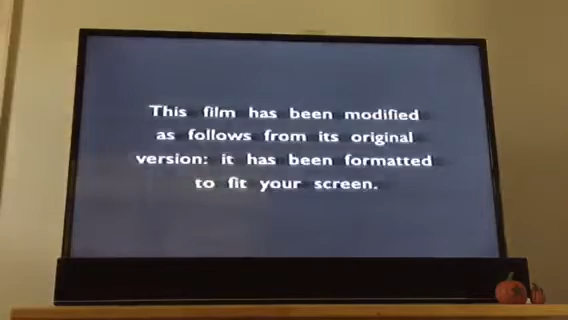 This film has been modified
as follows from its original
version: it has been formatted
to fit your screen.